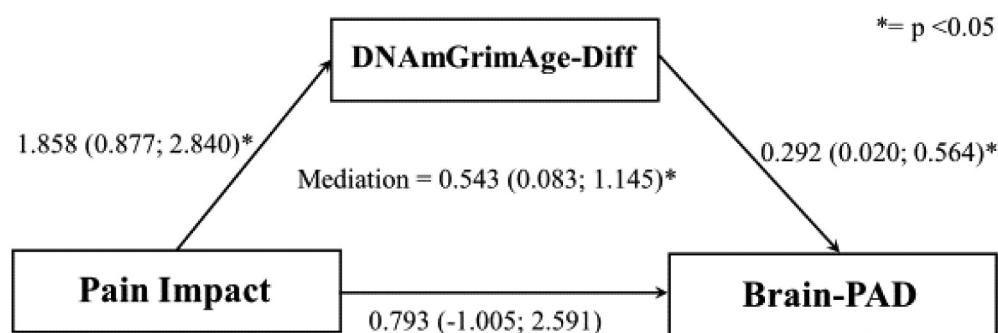 *= p <0.05
DNAmGrimAge-Diff
1.858 (0.877; 2.840)*
0.292 (0.020; 0.564)*
Mediation = 0.543 (0.083; 1.145)*
Pain Impact
Brain-PAD
0.793 (-1.005; 2.591)